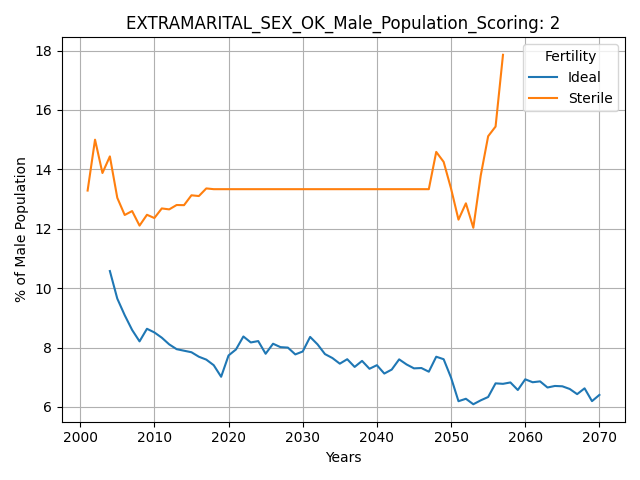 EXTRAMARITAL_SEX_OK_Male_Population_Scoring: 2
18
16
14
12
10
8
6
% of Male Population
Fertility
Ideal
Sterile
2000 2010 2020 2030 2040 2050 2060 2070
Years